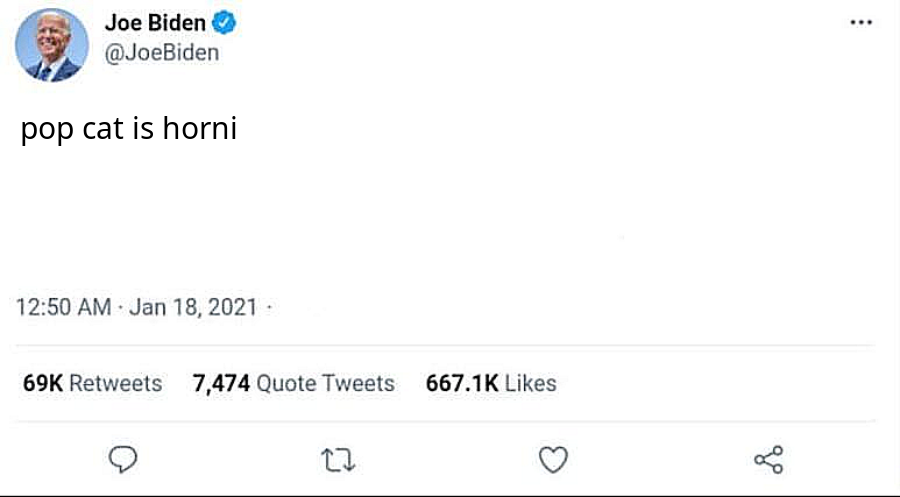 Joe Biden
@JoeBiden
pop cat is horni
12:50 AM · Jan 18, 2021 ·
69K Retweets 7,474 Quote Tweets 667.1K Likes